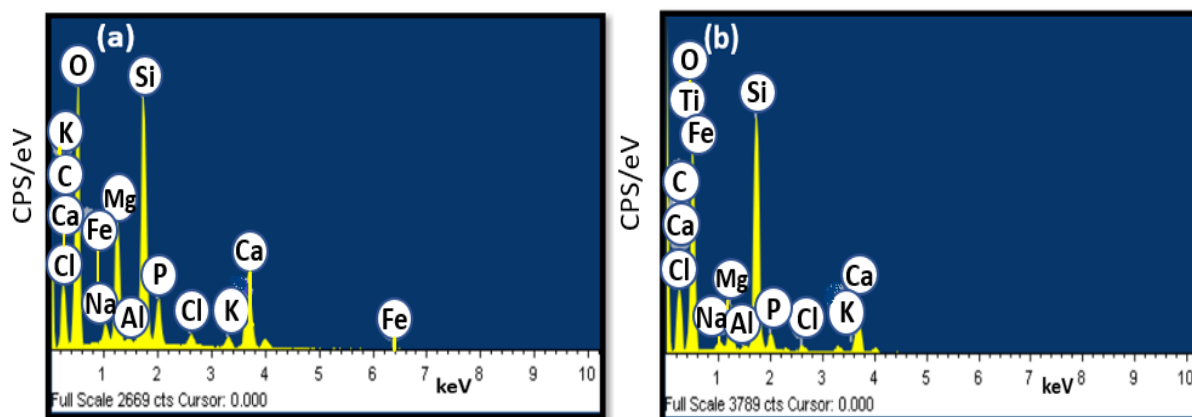 (a)
O
Si
K
C
Mg
Ca
Fe
Cl
Ca
P
Na
Al
Cl
K
Fe
CPS/eV
1 2 3 4 5 6 7 8 9 10
keV
Full Scale 2669 cts Cursor: 0.000
(b)
O
Ti
Si
Fe
C
Ca
Cl
Mg
Ca
Na
Al
P
Cl
K
CPS/eV
1 2 3 4 5 6 7 8 9 10
keV
Full Scale 3789 cts Cursor: 0.000